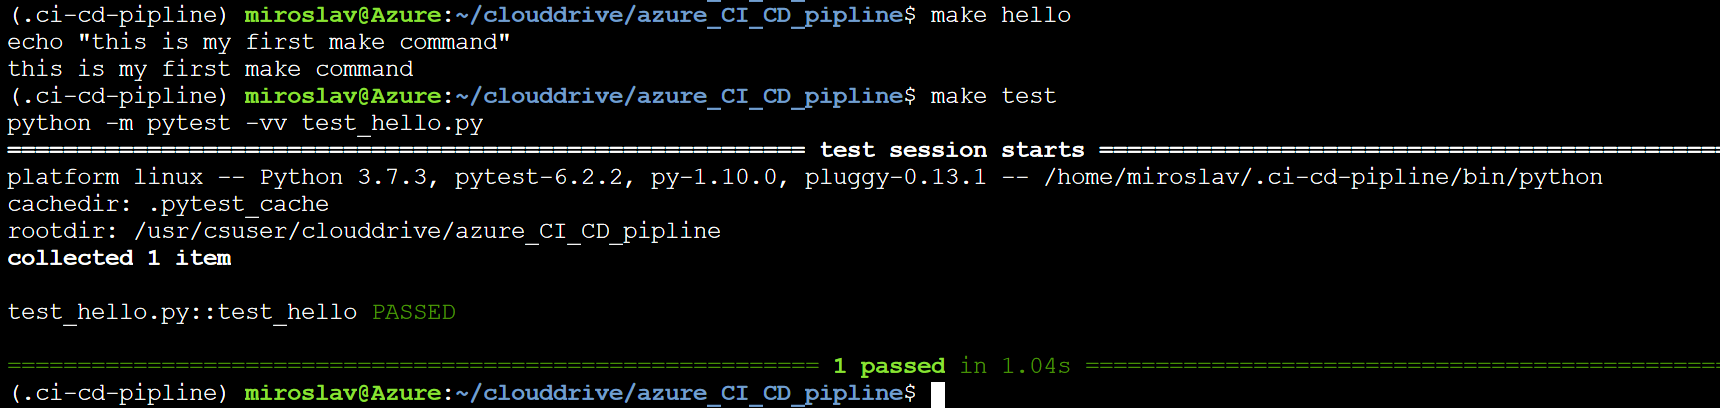 (.ci-cd-pipline) miroslav@Azure:~/clouddrive/azure_CI_CD_pipline$ make hello
echo "this is my first make command"
this is my first make command
(.ci-cd-pipline) miroslav@Azure:~/clouddrive/azure_CI_CD_pipline$ make test
python -m pytest -vv test_hello.py
========================================================= test session starts =============================================
platform linux -- Python 3.7.3, pytest-6.2.2, py-1.10.0, pluggy-0.13.1 -- /home/miroslav/.ci-cd-pipline/bin/python
cachedir: .pytest_cache
rootdir: /usr/csuser/clouddrive/azure_CI_CD_pipline
collected 1 item
test_hello.py::test_hello PASSED
========================================================== 1 passed in 1.04s ==============================================
(.ci-cd-pipline) miroslav@Azure:~/clouddrive/azure_CI_CD_pipline$